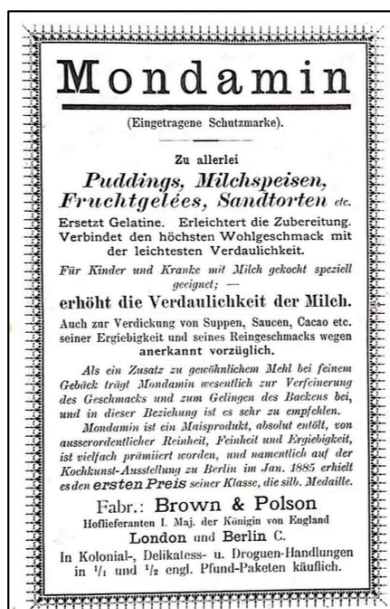 Mondamin
(Eingetragene Schutzmarke).
Zu allerlei
Puddings, Milchspeisen,
Fruchtgelées, Sandtorten etc.
Ersetzt Gelatine. Erleichtert die Zubereitung.
Verbindet den höchsten Wohlgeschmack mit
der leichtesten Verdaulichkeit.
Für Kinder und Kranke mit Milch gekocht speziell
geeignet; —
erhöht die Verdaulichkeit der Milch.
Auch zur Verdickung von Suppen, Saucen, Cacao etc.
seiner Ergiebigkeit und seines Reingeschmacks wegen
anerkannt vorzüglich.
Als ein Zusatz zu gewöhnlichem Mehl bei feinem
Gebäck trägt Mondamin wesentlich zur Verfeinerung
des Geschmacks und zum Gelingen des Backens bei,
und in dieser Beziehung ist es sehr zu empfehlen.
Mondamin ist ein Maisprodukt, absolut entölt, von
ausserordentlicher Reinheit, Feinheit und Ergiebigkeit,
ist vielfach prämiirt worden, und namentlich auf der
Kochkunst-Ausstellung zu Berlin im Jan. 1885 erhielt
es den ersten Preis seiner Klasse, die silb. Medaille.
Fabr.: Brown & Polson
Hoflieferanten I. Maj. der Königin von England
London und Berlin C.
In Kolonial-, Delikatess- u. Droguen-Handlungen
in 1/1 und 1/2 engl. Pfund-Paketen käuflich.